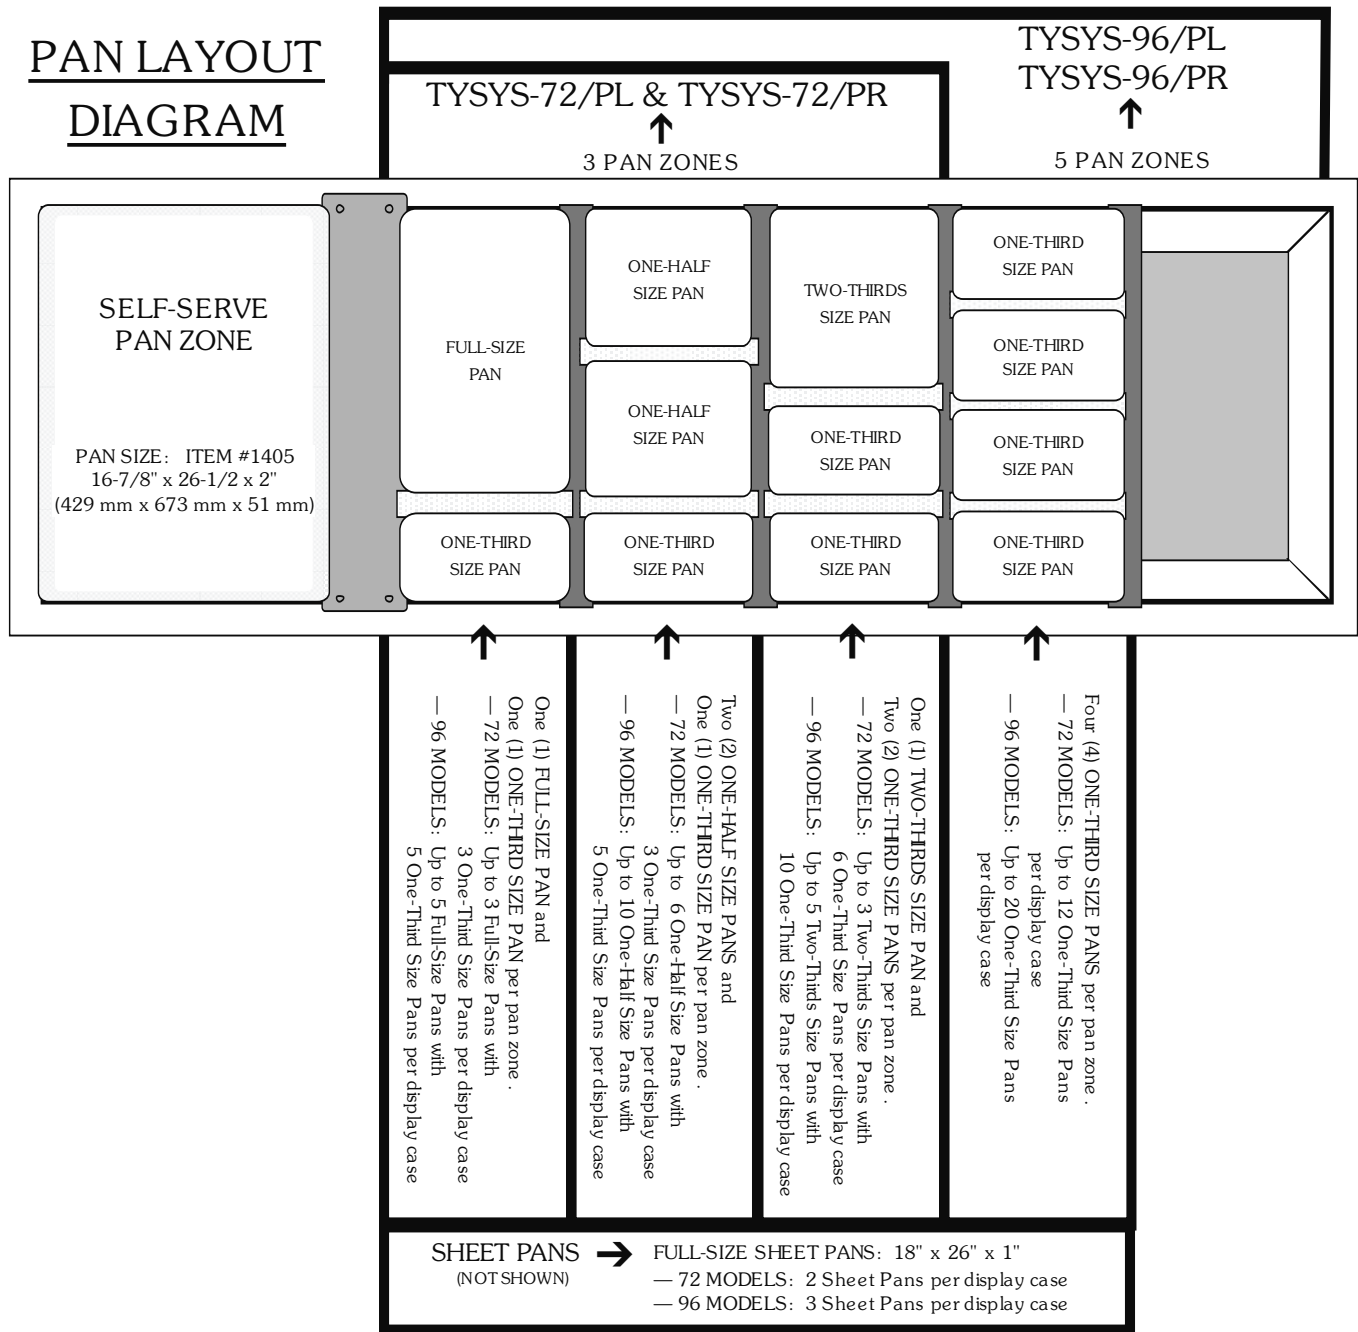 PAN LAYOUT
DIAGRAM
TYSYS-96/PL
TYSYS-96/PR
TYSYS-72/PL & TYSYS-72/PR
3 PAN ZONES
5 PAN ZONES
SELF-SERVE
PAN ZONE
PAN SIZE: ITEM #1405
16-7/8" x 26-1/2 x 2"
(429 mm x 673 mm x 51 mm)
FULL-SIZE
PAN
ONE-THIRD
SIZE PAN
ONE-HALF
SIZE PAN
ONE-HALF
SIZE PAN
ONE-THIRD
SIZE PAN
TWO-THIRDS
SIZE PAN
ONE-THIRD
SIZE PAN
ONE-THIRD
SIZE PAN
ONE-THIRD
SIZE PAN
ONE-THIRD
SIZE PAN
ONE-THIRD
SIZE PAN
ONE-THIRD
SIZE PAN
One (1) FULL-SIZE PAN and
One (1) ONE-THIRD SIZE PAN per pan zone.
— 72 MODELS: Up to 3 Full-Size Pans with
3 One-Third Size Pans per display case
— 96 MODELS: Up to 5 Full-Size Pans with
5 One-Third Size Pans per display case
Two (2) ONE-HALF SIZE PANS and
One (1) ONE-THIRD SIZE PAN per pan zone.
— 72 MODELS: Up to 6 One-Half Size Pans with
3 One-Third Size Pans per display case
— 96 MODELS: Up to 10 One-Half Size Pans with
5 One-Third Size Pans per display case
One (1) TWO-THIRDS SIZE PAN and
Two (2) ONE-THIRD SIZE PANS per pan zone.
— 72 MODELS: Up to 3 Two-Thirds Size Pans with
6 One-Third Size Pans per display case
— 96 MODELS: Up to 5 Two-Thirds Size Pans with
10 One-Third Size Pans per display case
Four (4) ONE-THIRD SIZE PANS per pan zone.
— 72 MODELS: Up to 12 One-Third Size Pans
per display case
— 96 MODELS: Up to 20 One-Third Size Pans
per display case
SHEET PANS
(NOT SHOWN)
FULL-SIZE SHEET PANS: 18" x 26" x 1"
— 72 MODELS: 2 Sheet Pans per display case
— 96 MODELS: 3 Sheet Pans per display case